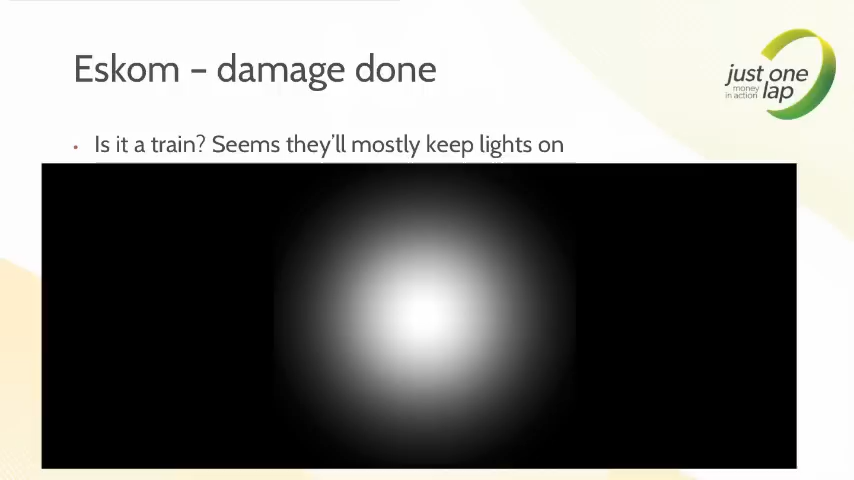 Eskom – damage done
just one
money
in action lap
• Is it a train? Seems they'll mostly keep lights on